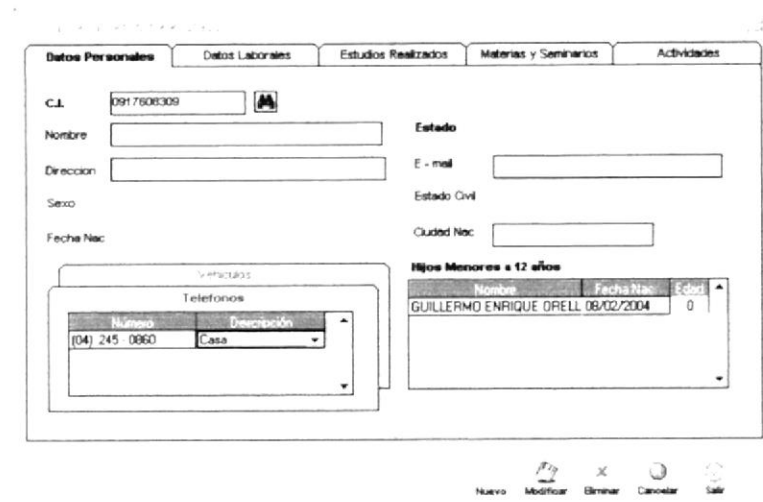 Datos Personales Datos Laborales Estudios Realizados Materias y Seminarios Actividades
C.I. 0917608309
Nombre Estado
Direccion E - mail
Sexo Estado Civil
Fecha Nac Ciudad Nac
Vehiculos Hijos Menores a 12 años
Telefonos Nombre Fecha Nac Edad
GUILLERMO ENRIQUE ORELL 08/02/2004 0
Número Descripción
(04) 245 - 0860 Casa
Nuevo Modificar Eliminar Cancelar Salir